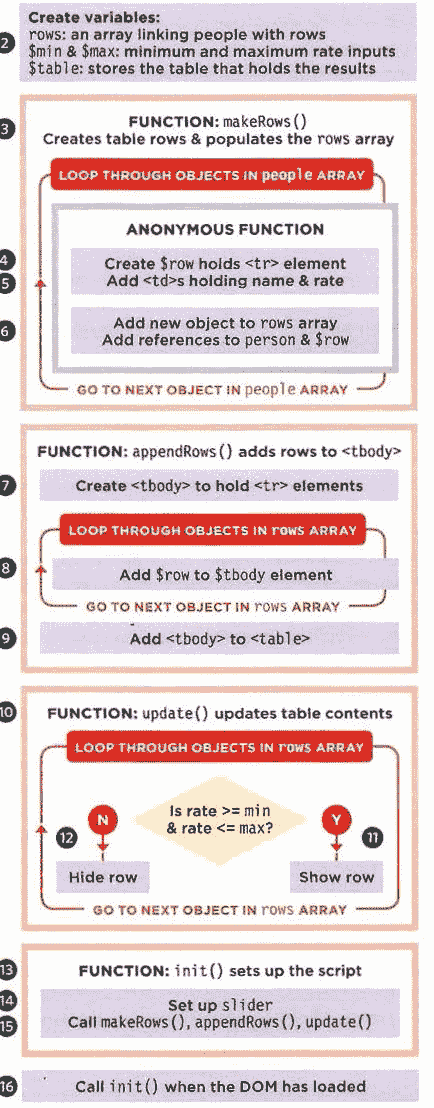 Create variables:
2
rows: an array linking people with rows
$min & $max: minimum and maximum rate inputs
$table: stores the table that holds the results
3
FUNCTION: makeRows()
Creates table rows & populates the rows array
LOOP THROUGH OBJECTS IN people ARRAY
ANONYMOUS FUNCTION
4
Create $row holds <tr> element
5
Add <td>s holding name & rate
6
Add new object to rows array
Add references to person & $row
GO TO NEXT OBJECT IN people ARRAY
FUNCTION: appendRows() adds rows to <tbody>
7
Create <tbody> to hold <tr> elements
LOOP THROUGH OBJECTS IN rows ARRAY
8
Add $row to $tbody element
GO TO NEXT OBJECT IN rows ARRAY
9
Add <tbody> to <table>
10
FUNCTION: update() updates table contents
LOOP THROUGH OBJECTS IN rows ARRAY
Is rate >= min
& rate <= max?
N
Y
12
11
Hide row
Show row
GO TO NEXT OBJECT IN rows ARRAY
13
FUNCTION: init() sets up the script
14
Set up slider
15
Call makeRows(), appendRows(), update()
16
Call init() when the DOM has loaded